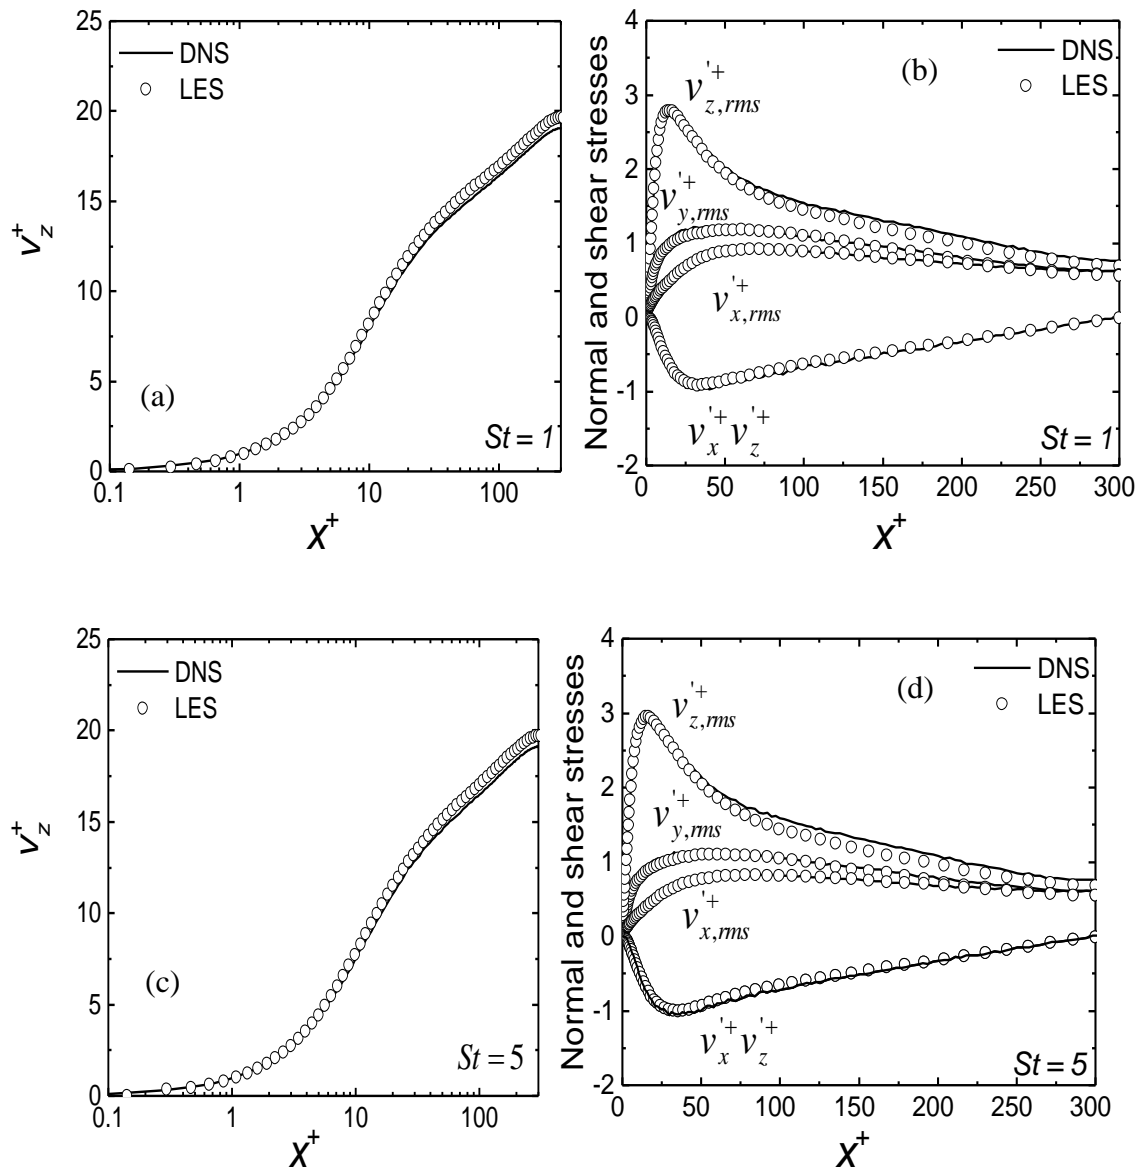 25
20
15
10
5
0
DNS
LES
v_z^+
(a)
St = 1
0.1 1 10 100
X^+
4
3
2
1
0
-1
-2
Normal and shear stresses
DNS
LES
(b)
v'^+_{z,rms}
v'^+_{y,rms}
v'^+_{x,rms}
v'^+_x v'^+_z
St = 1
0 50 100 150 200 250 300
X^+
25
20
15
10
5
0
DNS
LES
v_z^+
(c)
St = 5
0.1 1 10 100
X^+
4
3
2
1
0
-1
-2
Normal and shear stresses
DNS
LES
(d)
v'^+_{z,rms}
v'^+_{y,rms}
v'^+_{x,rms}
v'^+_x v'^+_z
St = 5
0 50 100 150 200 250 300
X^+